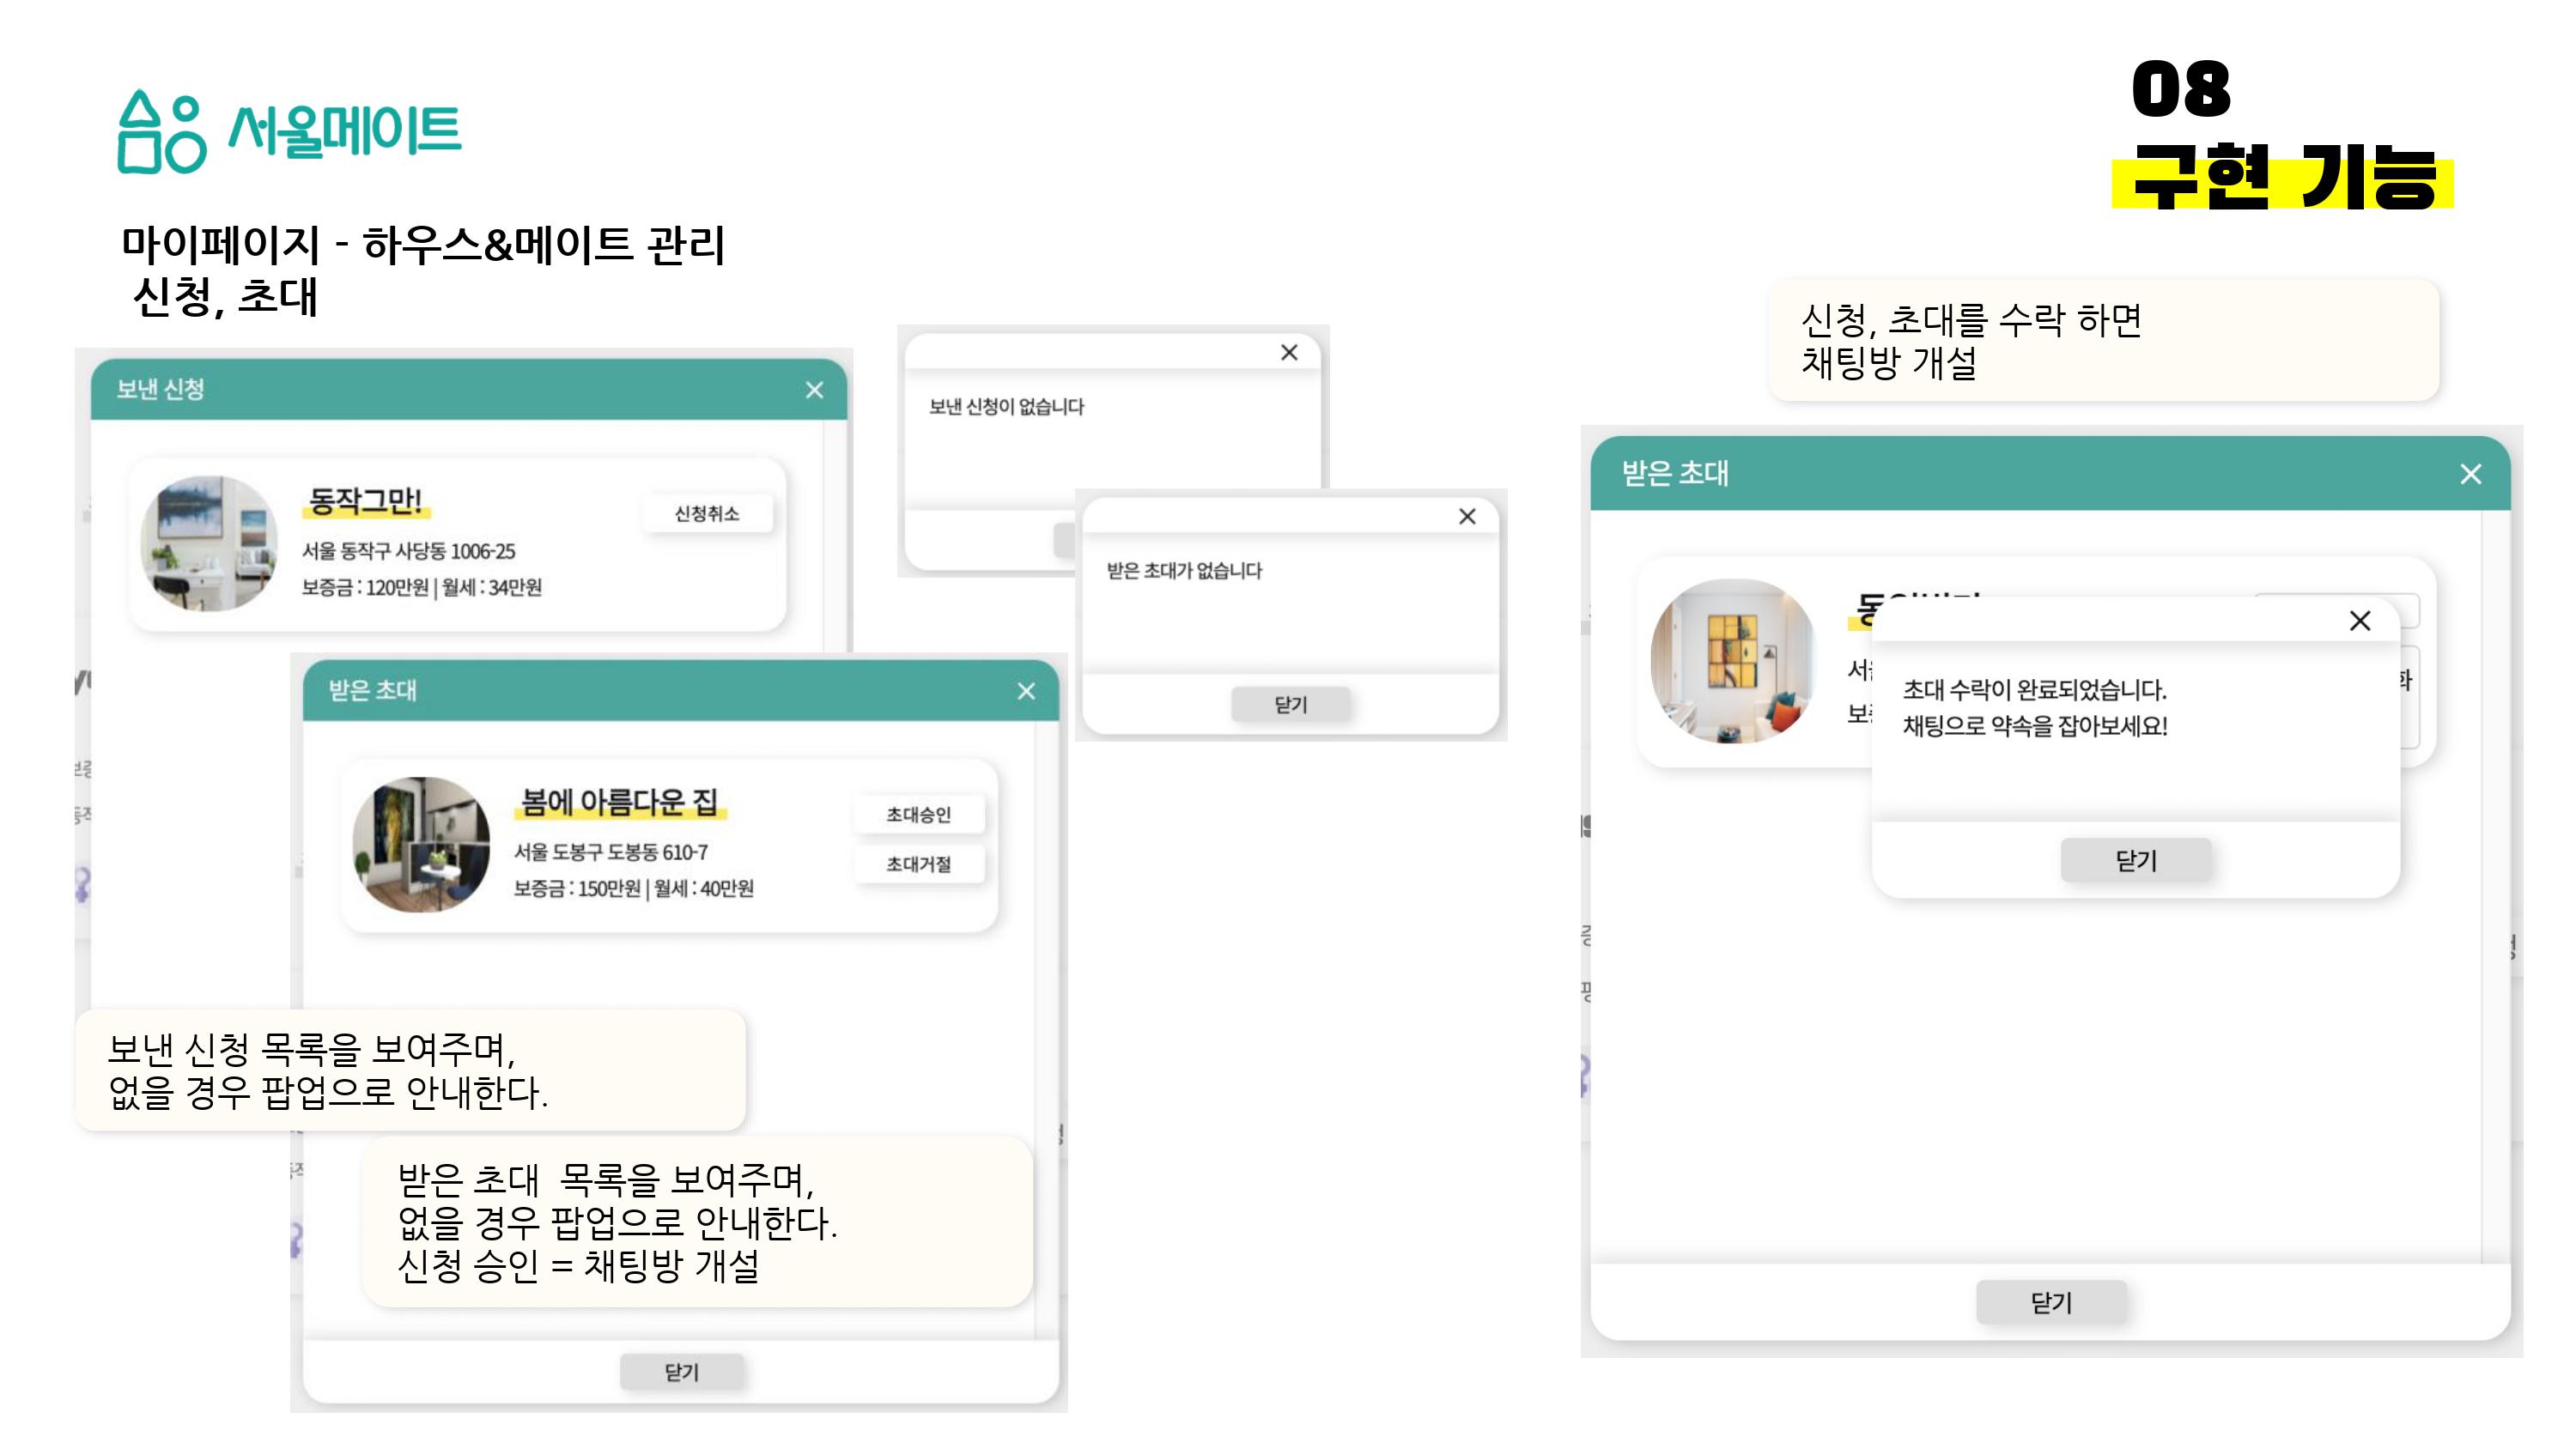 서울메이트
08
구현 기능
마이페이지 - 하우스&메이트 관리
신청, 초대
보낸 신청
동작그만!
신청취소
서울 동작구 사당동 1006-25
보증금 : 120만원 | 월세 : 34만원
보낸 신청이 없습니다
받은 초대가 없습니다
닫기
받은 초대
봄에 아름다운 집
초대승인
서울 도봉구 도봉동 610-7
초대거절
보증금 : 150만원 | 월세 : 40만원
보낸 신청 목록을 보여주며,
없을 경우 팝업으로 안내한다.
받은 초대 목록을 보여주며,
없을 경우 팝업으로 안내한다.
신청 승인 = 채팅방 개설
닫기
신청, 초대를 수락 하면
채팅방 개설
받은 초대
초대 수락이 완료되었습니다.
채팅으로 약속을 잡아보세요!
닫기
닫기